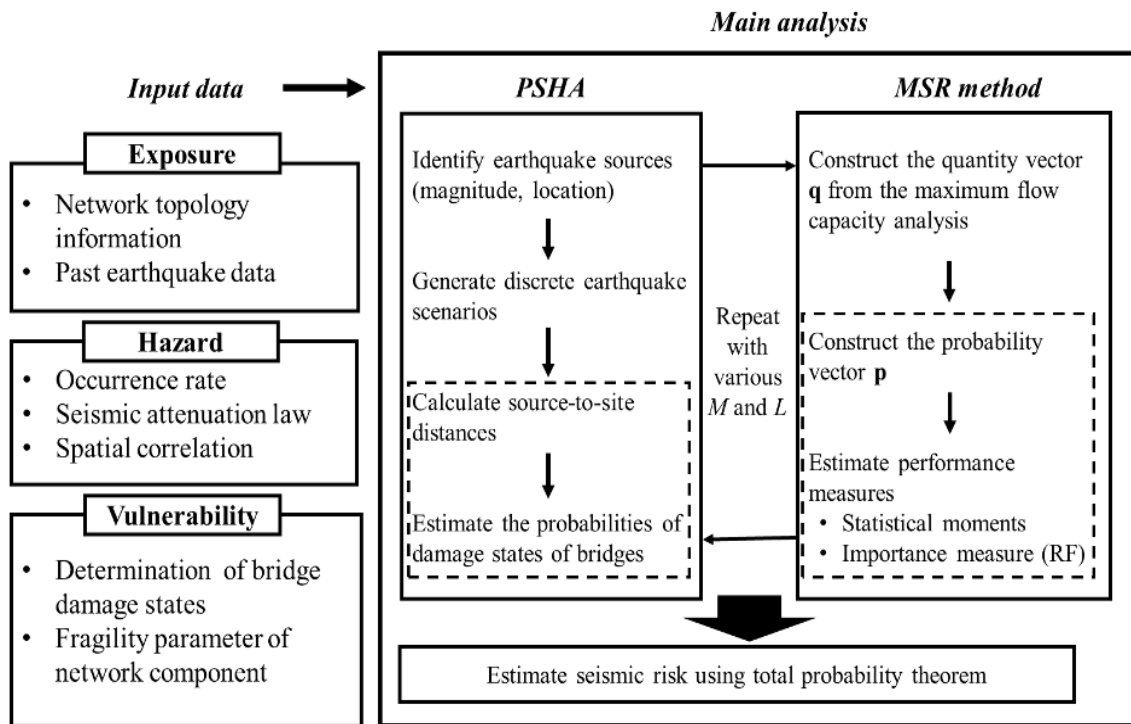 Main analysis
Input data
Exposure
• Network topology
information
• Past earthquake data
Hazard
• Occurrence rate
• Seismic attenuation law
• Spatial correlation
Vulnerability
• Determination of bridge
damage states
• Fragility parameter of
network component
PSHA
Identify earthquake sources
(magnitude, location)
Generate discrete earthquake
scenarios
Calculate source-to-site
distances
Estimate the probabilities of
damage states of bridges
Repeat
with
various
M and L
MSR method
Construct the quantity vector
q from the maximum flow
capacity analysis
Construct the probability
vector p
Estimate performance
measures
• Statistical moments
• Importance measure (RF)
Estimate seismic risk using total probability theorem